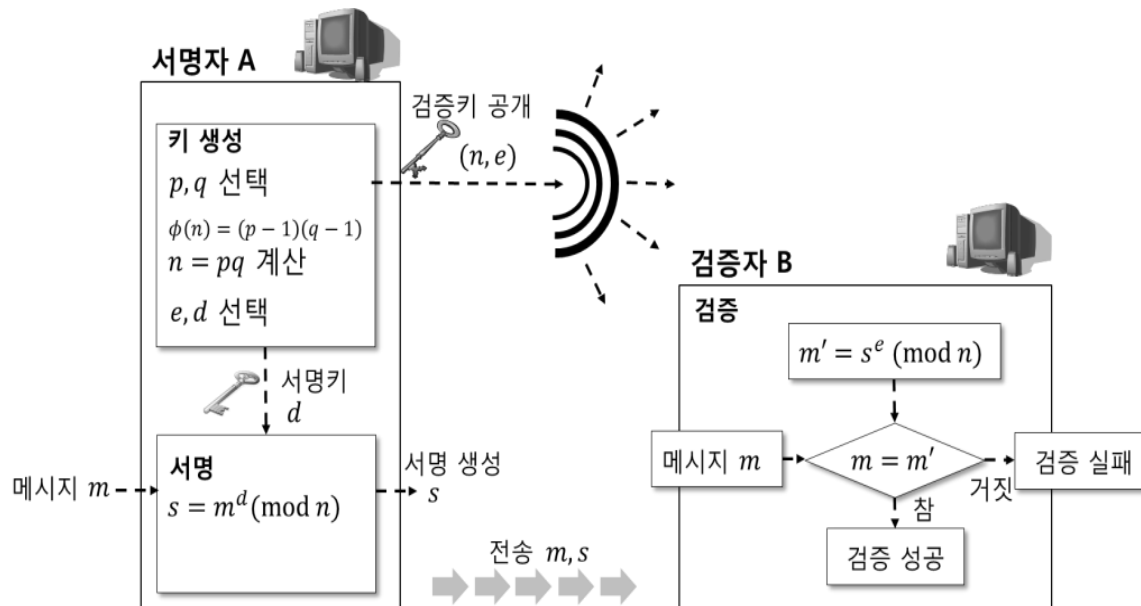 서명자 A
키 생성
p, q 선택
ϕ(n) = (p − 1)(q − 1)
n = pq 계산
e, d 선택
검증키 공개
(n, e)
서명키
d
메시지 m
서명
s = m^d (mod n)
서명 생성
s
전송 m, s
검증자 B
검증
m′ = s^e (mod n)
메시지 m
m = m′
거짓
검증 실패
참
검증 성공